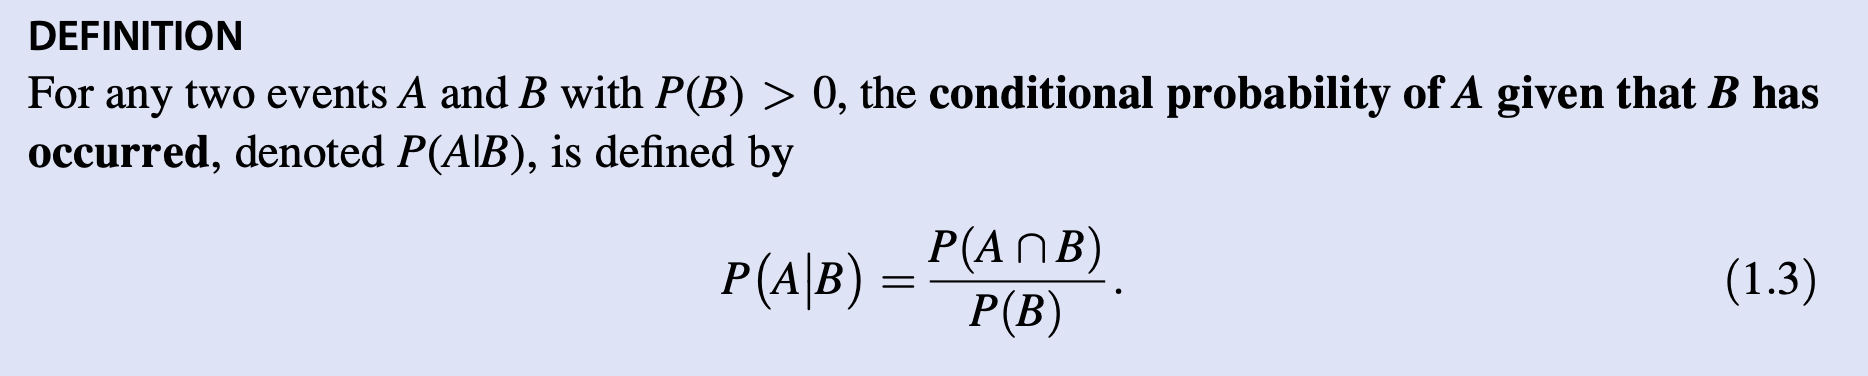 DEFINITION
For any two events A and B with P(B) > 0, the conditional probability of A given that B has
occurred, denoted P(A|B), is defined by
P(A|B) = P(A ∩ B) / P(B) . (1.3)